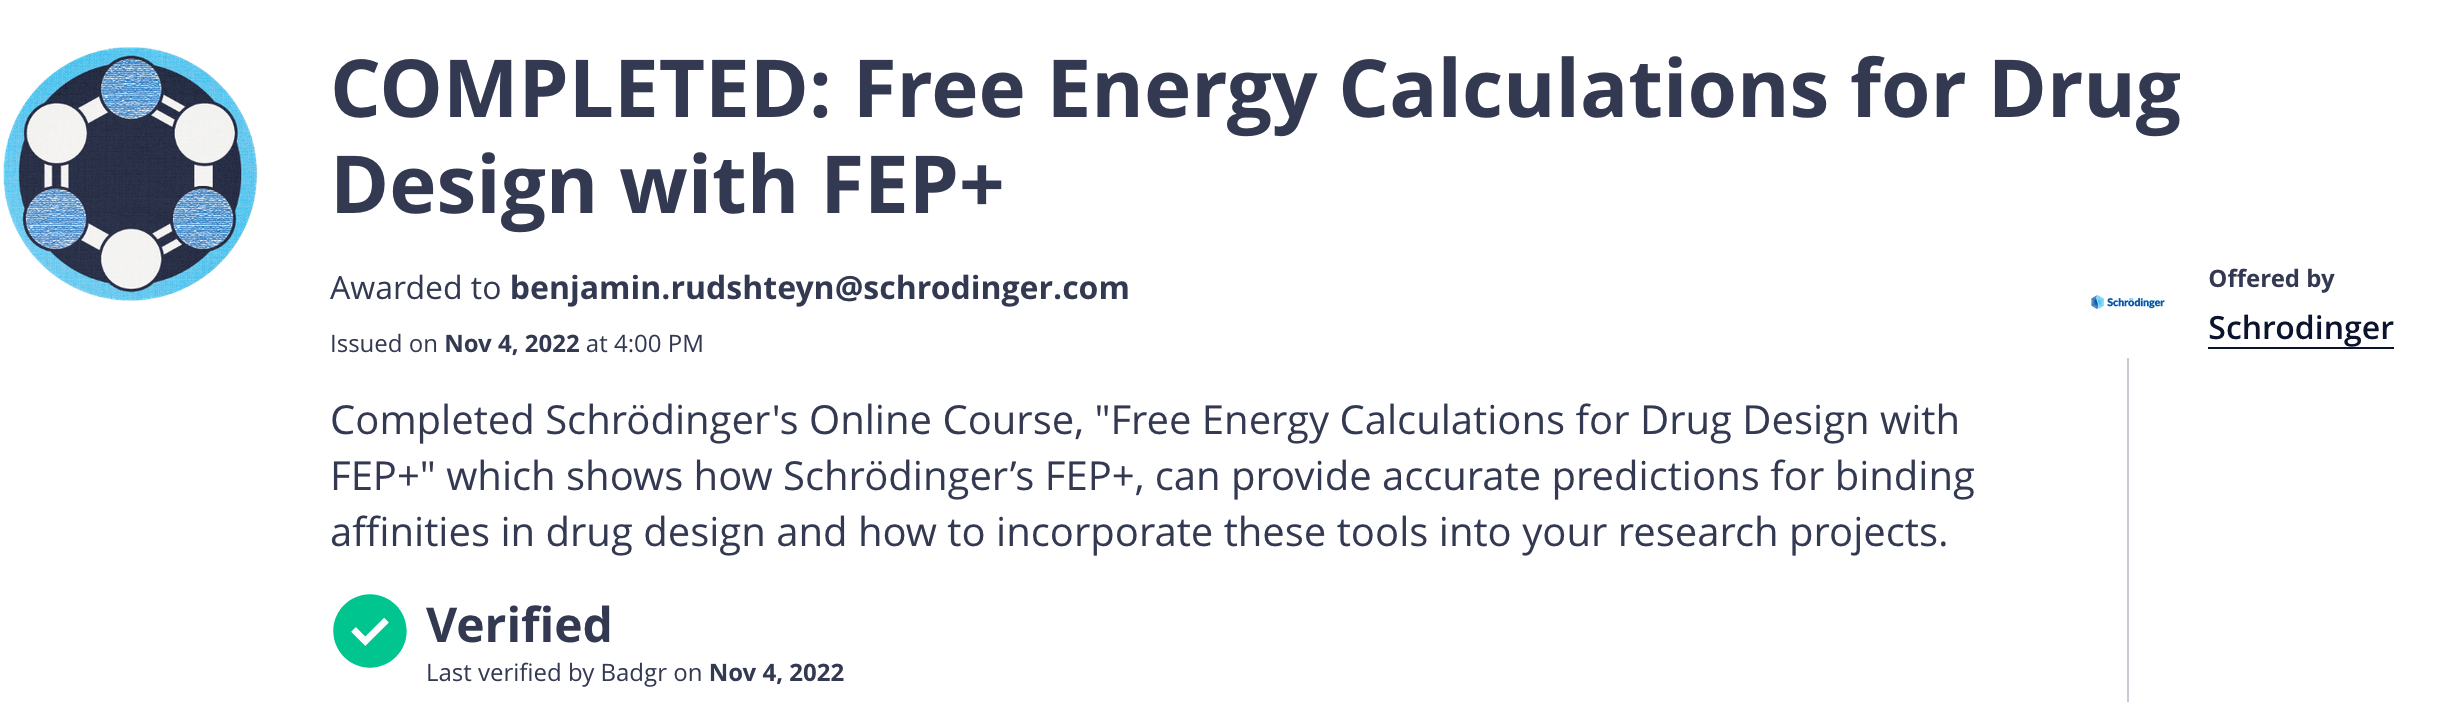 COMPLETED: Free Energy Calculations for Drug
Design with FEP+
Awarded to benjamin.rudshteyn@schrodinger.com
Issued on Nov 4, 2022 at 4:00 PM
Schrödinger
Offered by
Schrodinger
Completed Schrödinger's Online Course, "Free Energy Calculations for Drug Design with
FEP+" which shows how Schrödinger’s FEP+, can provide accurate predictions for binding
affinities in drug design and how to incorporate these tools into your research projects.
Verified
Last verified by Badgr on Nov 4, 2022